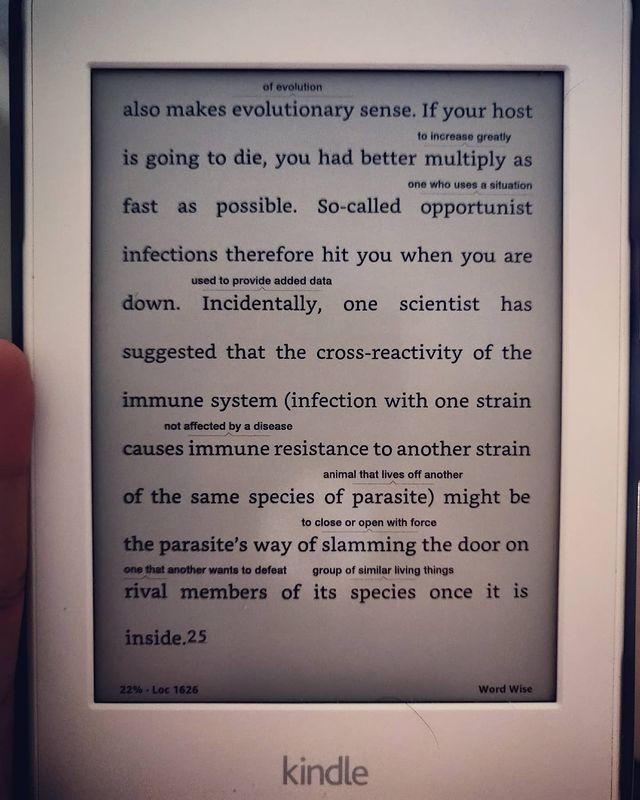 of evolution
also makes evolutionary sense. If your host
to increase greatly
is going to die, you had better multiply as
one who uses a situation
fast as possible. So-called opportunist
infections therefore hit you when you are
used to provide added data
down. Incidentally, one scientist has
suggested that the cross-reactivity of the
immune system (infection with one strain
not affected by a disease
causes immune resistance to another strain
animal that lives off another
of the same species of parasite) might be
to close or open with force
the parasite's way of slamming the door on
one that another wants to defeat group of similar living things
rival members of its species once it is
inside.25
22% · Loc 1626 Word Wise
kindle